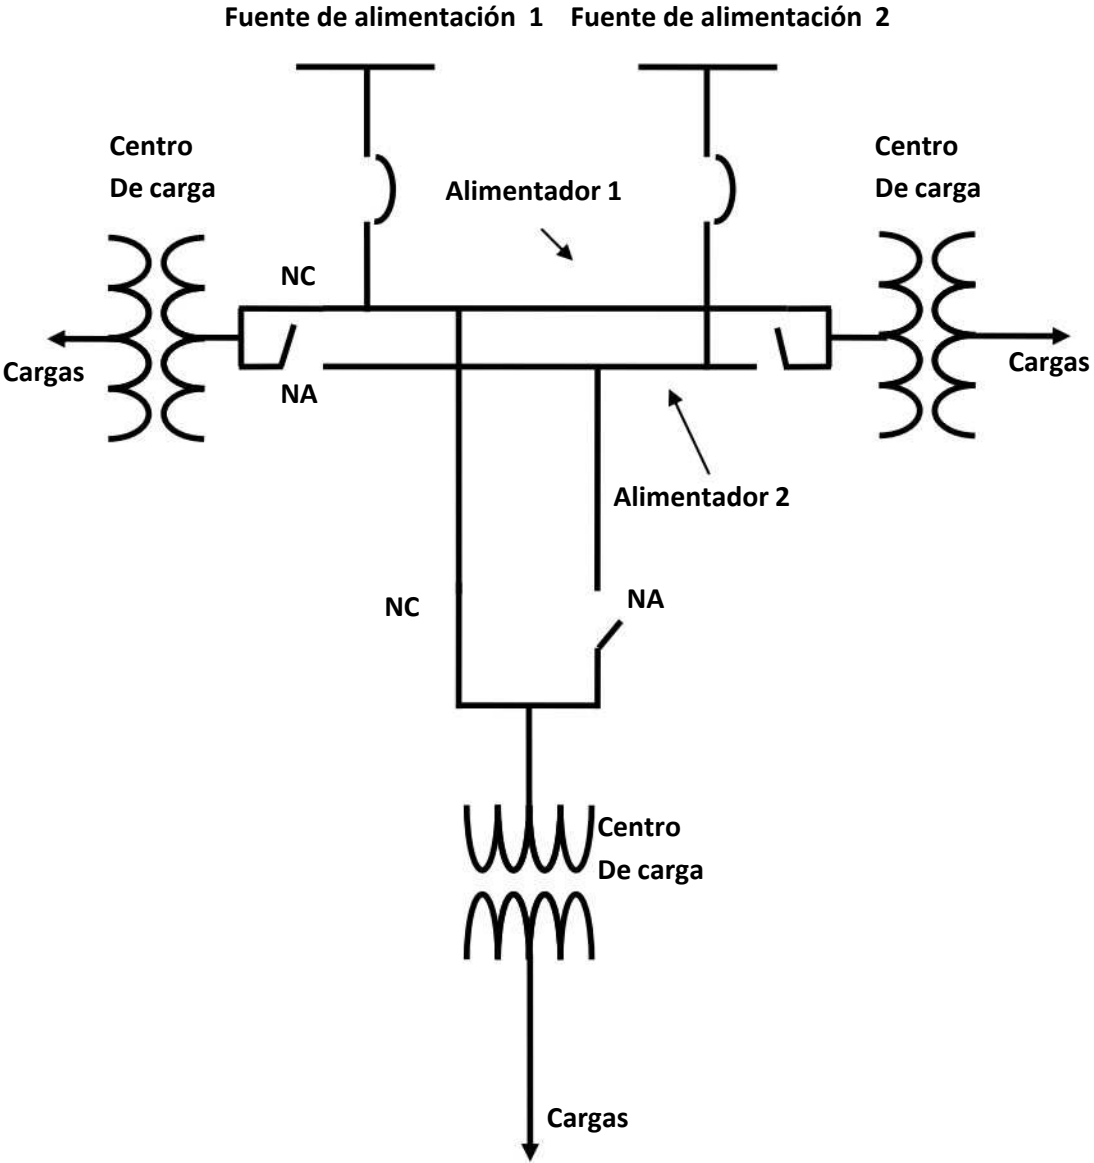 Fuente de alimentación 1 Fuente de alimentación 2
Centro
De carga
Alimentador 1
Centro
De carga
NC
Cargas
NA
Cargas
Alimentador 2
NC
NA
Centro
De carga
Cargas